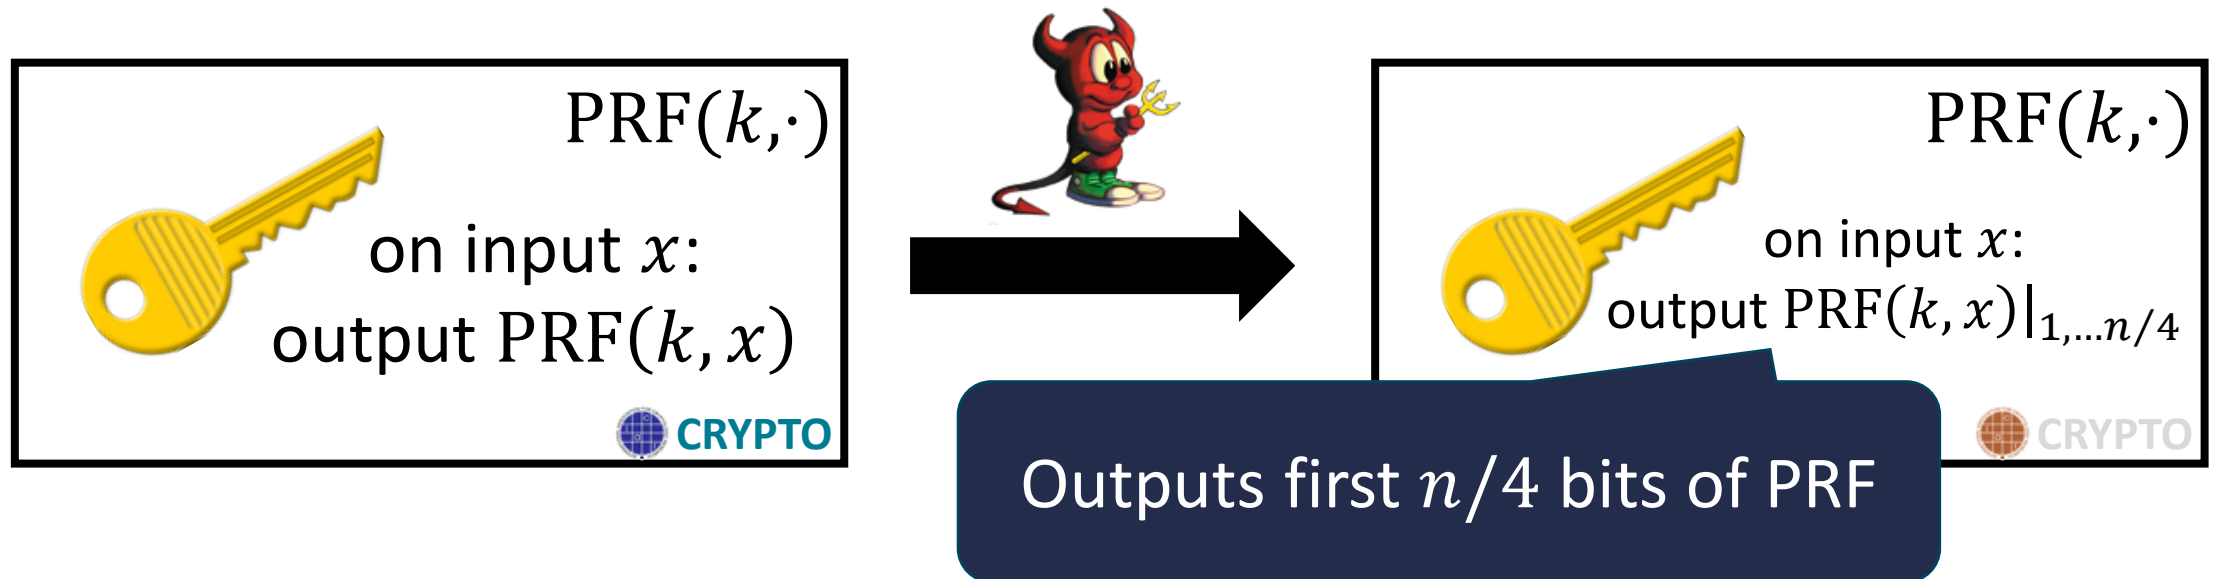 PRF(k,·)
on input x:
output PRF(k, x)
CRYPTO
PRF(k,·)
on input x:
output PRF(k, x)|1,…n/4
CRYPTO
Outputs first n/4 bits of PRF